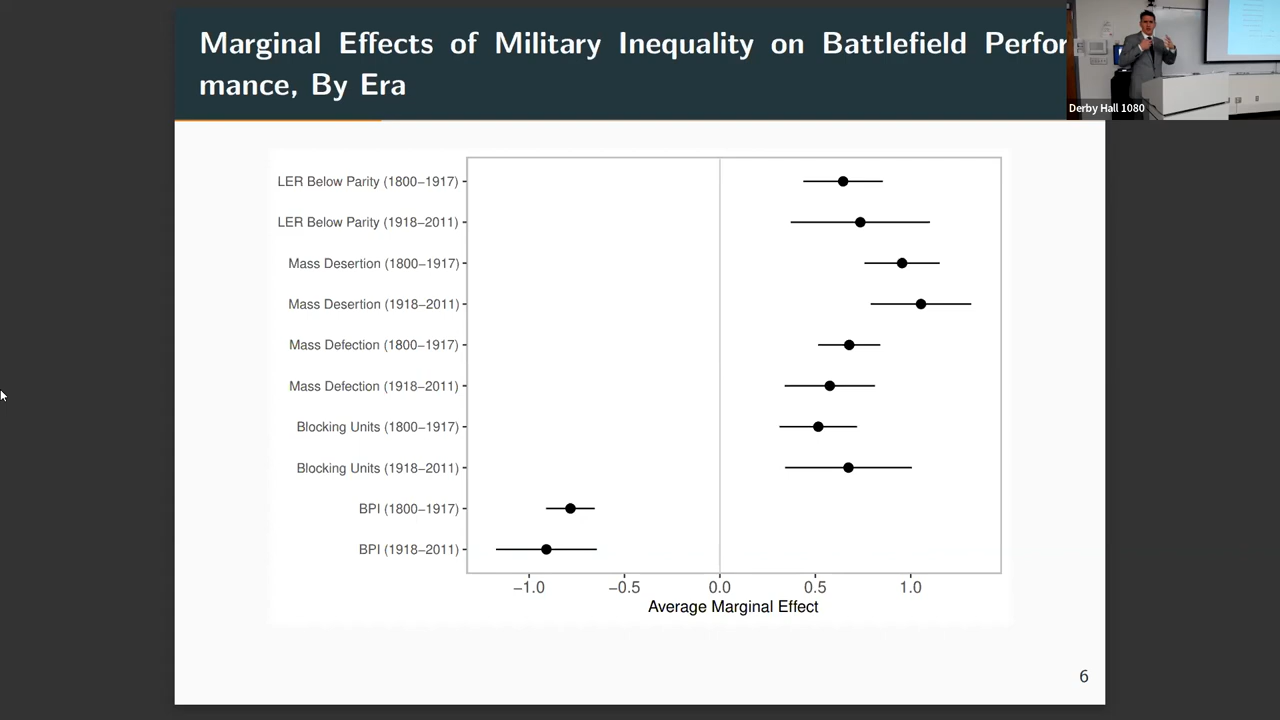 Marginal Effects of Military Inequality on Battlefield Perfor
mance, By Era
Derby Hall 1080
LER Below Parity (1800–1917)
LER Below Parity (1918–2011)
Mass Desertion (1800–1917)
Mass Desertion (1918–2011)
Mass Defection (1800–1917)
Mass Defection (1918–2011)
Blocking Units (1800–1917)
Blocking Units (1918–2011)
BPI (1800–1917)
BPI (1918–2011)
−1.0 −0.5 0.0 0.5 1.0
Average Marginal Effect
6